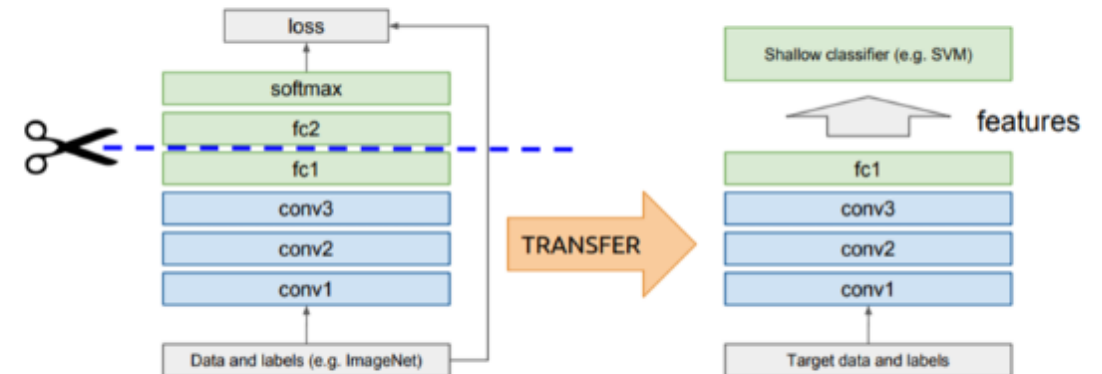 loss
softmax
fc2
fc1
conv3
conv2
conv1
Data and labels (e.g. ImageNet)
TRANSFER
Shallow classifier (e.g. SVM)
features
fc1
conv3
conv2
conv1
Target data and labels